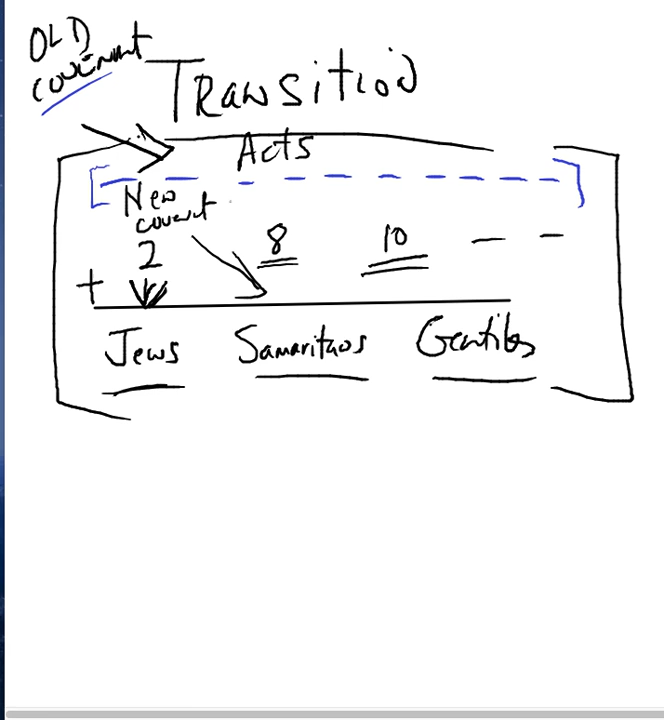 OLD
covenant
Transition
Acts
New
covenant
2 8 10
+
Jews Samaritans Gentiles